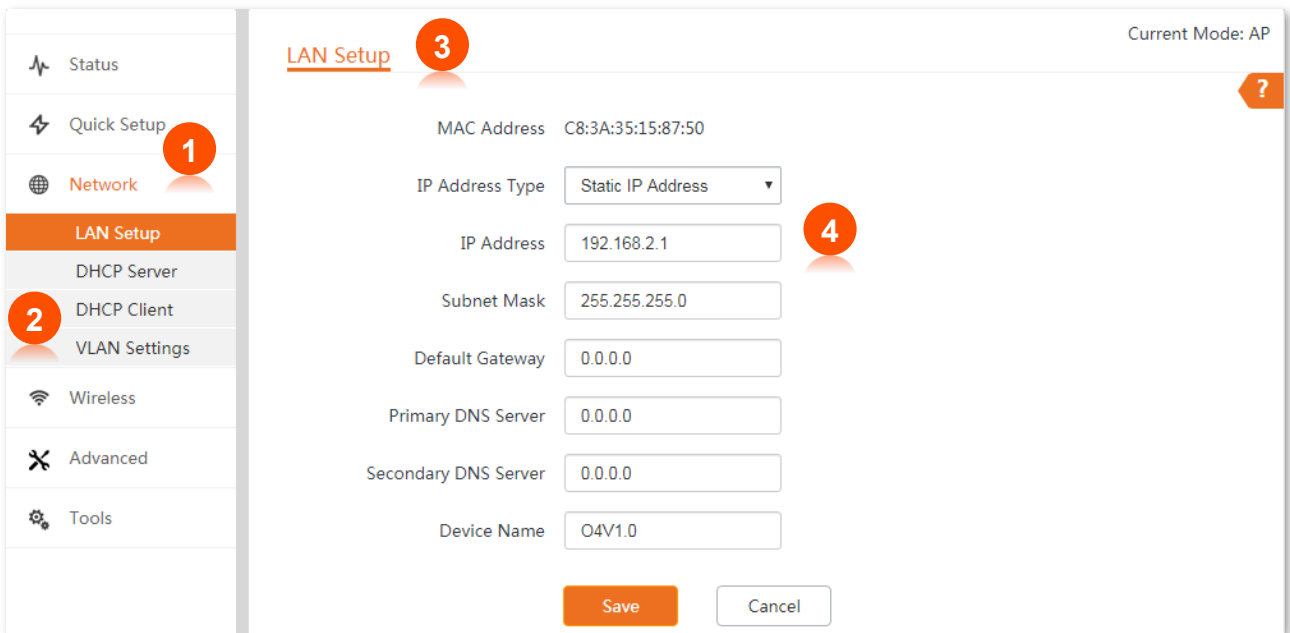 Current Mode: AP
LAN Setup
3
?
Status
Quick Setup
1
Network
LAN Setup
DHCP Server
DHCP Client
2
VLAN Settings
Wireless
Advanced
Tools
MAC Address C8:3A:35:15:87:50
IP Address Type Static IP Address
IP Address 192.168.2.1
4
Subnet Mask 255.255.255.0
Default Gateway 0.0.0.0
Primary DNS Server 0.0.0.0
Secondary DNS Server 0.0.0.0
Device Name O4V1.0
Save Cancel